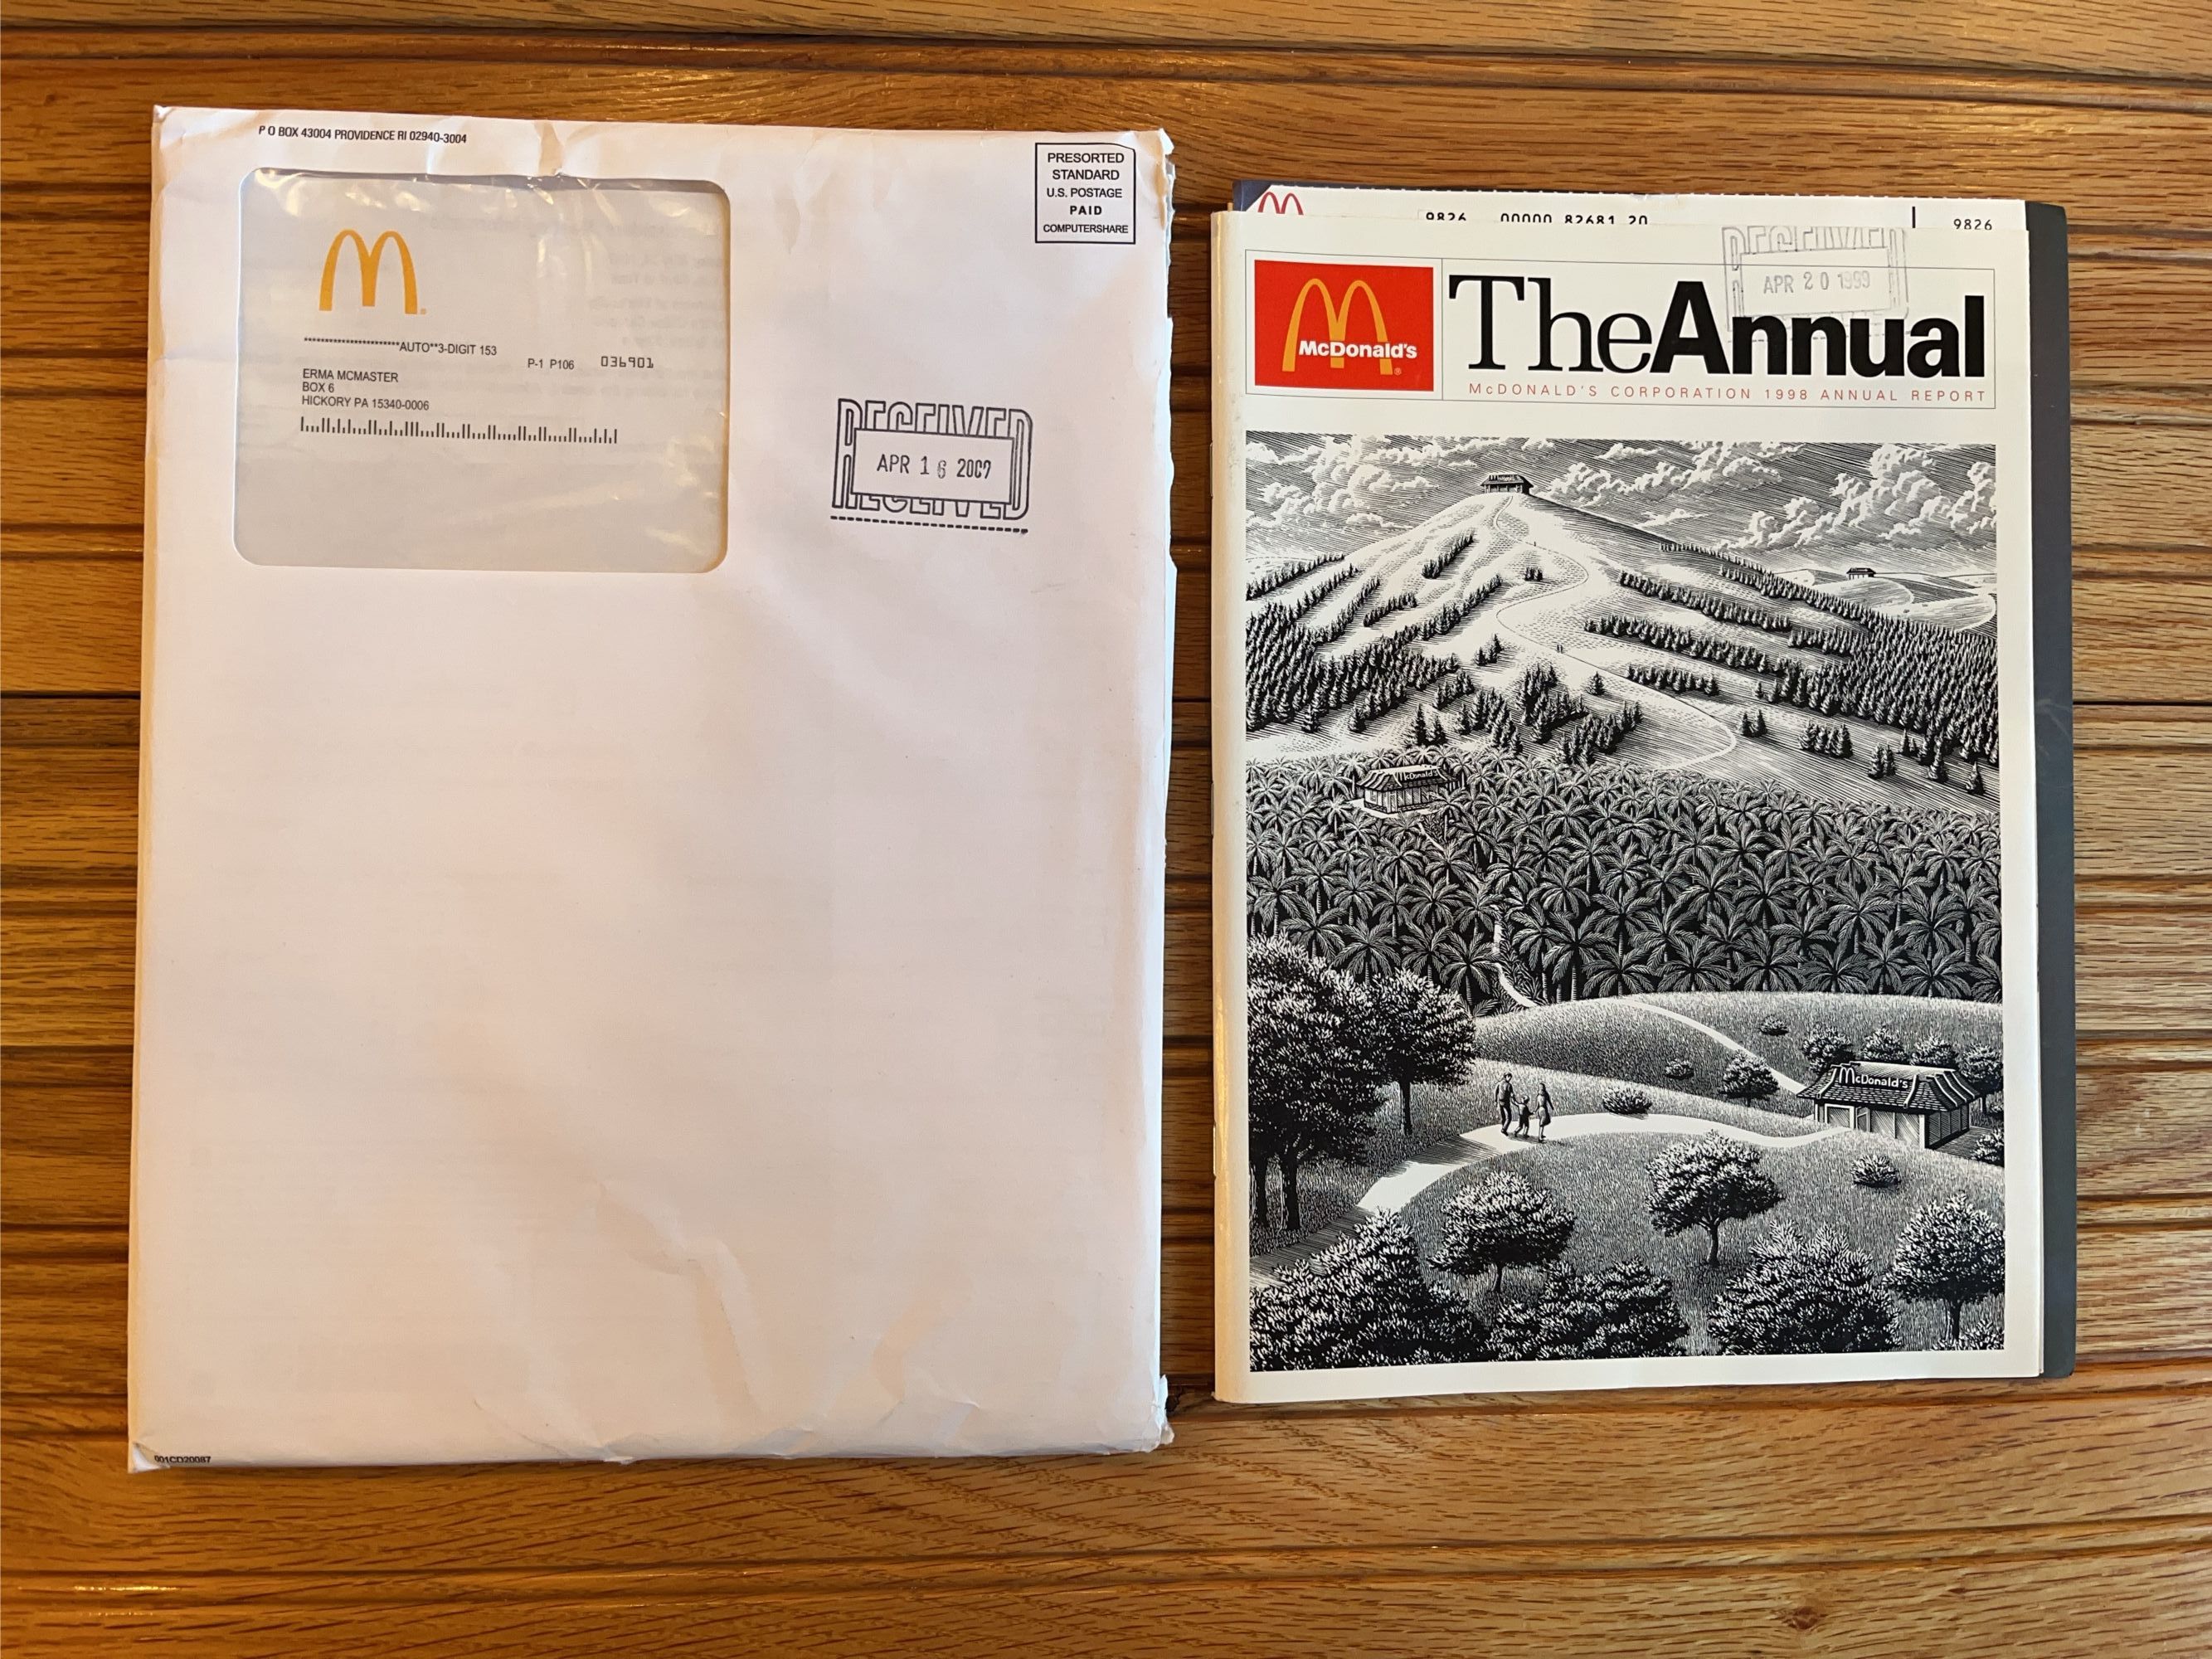 P O BOX 43004 PROVIDENCE RI 02940-3004
PRESORTED
STANDARD
U.S. POSTAGE
PAID
COMPUTERSHARE
************************AUTO**3-DIGIT 153
P-1 P106 036901
ERMA MCMASTER
BOX 6
HICKORY PA 15340-0006
RECEIVED
APR 16 2007
RECEIVED
001CD20087
9826 00000 82681 20 9826
RECEIVED
APR 20 1999
McDonald's
TheAnnual
McDONALD'S CORPORATION 1998 ANNUAL REPORT
McDonald's
McDonald's